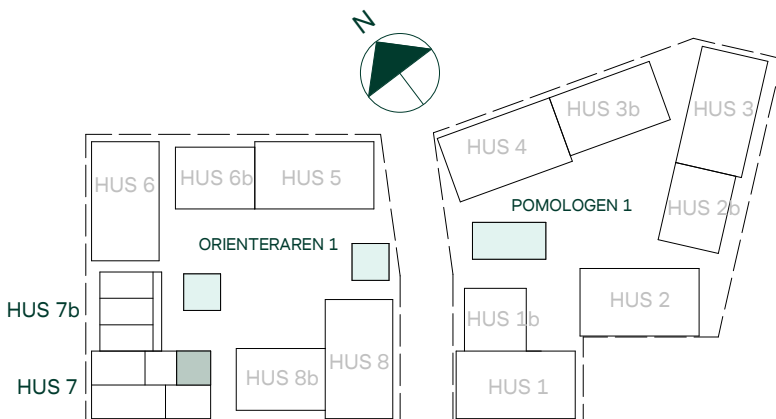 N
HUS 3
HUS 3b
HUS 4
HUS 6
HUS 6b
HUS 5
HUS 2b
POMOLOGEN 1
ORIENTERAREN 1
HUS 7b
HUS 2
HUS 1b
HUS 7
HUS 8b
HUS 8
HUS 1